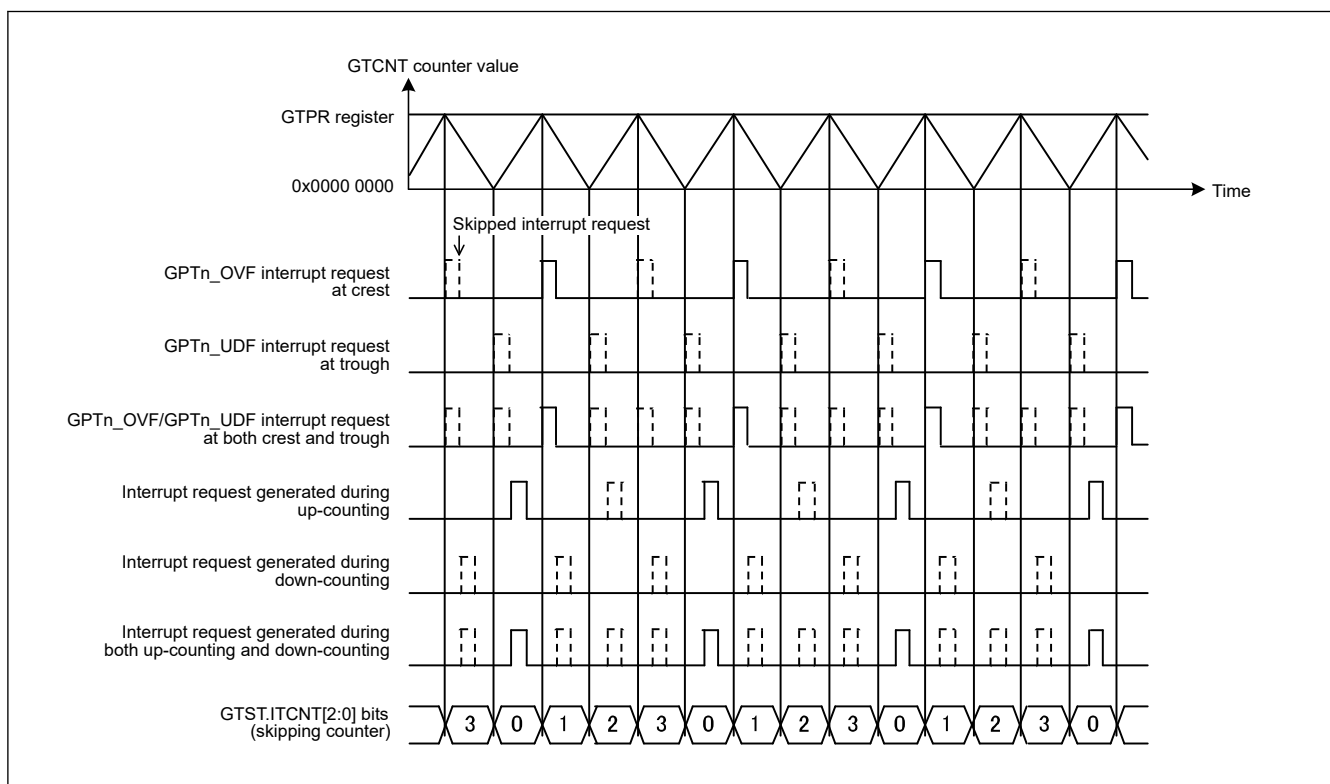 GTCNT counter value
GTPR register
0x0000 0000
Time
Skipped interrupt request
GPTn_OVF interrupt request
at crest
GPTn_UDF interrupt request
at trough
GPTn_OVF/GPTn_UDF interrupt request
at both crest and trough
Interrupt request generated during
up-counting
Interrupt request generated during
down-counting
Interrupt request generated during
both up-counting and down-counting
GTST.ITCNT[2:0] bits
(skipping counter)
3 0 1 2 3 0 1 2 3 0 1 2 3 0